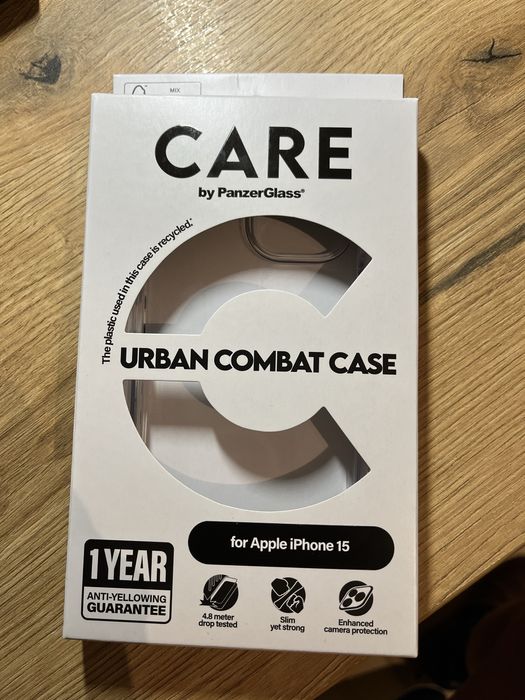 MIX
CARE
by PanzerGlass®
The plastic used in this case is recycled.*
URBAN COMBAT CASE
for Apple iPhone 15
1 YEAR
ANTI-YELLOWING
GUARANTEE
4.8 meter
drop tested
Slim
yet strong
Enhanced
camera protection